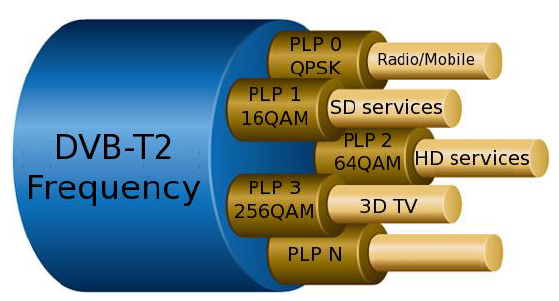 DVB-T2
Frequency
PLP 0
QPSK
Radio/Mobile
PLP 1
16QAM
SD services
PLP 2
64QAM
HD services
PLP 3
256QAM
3D TV
PLP N